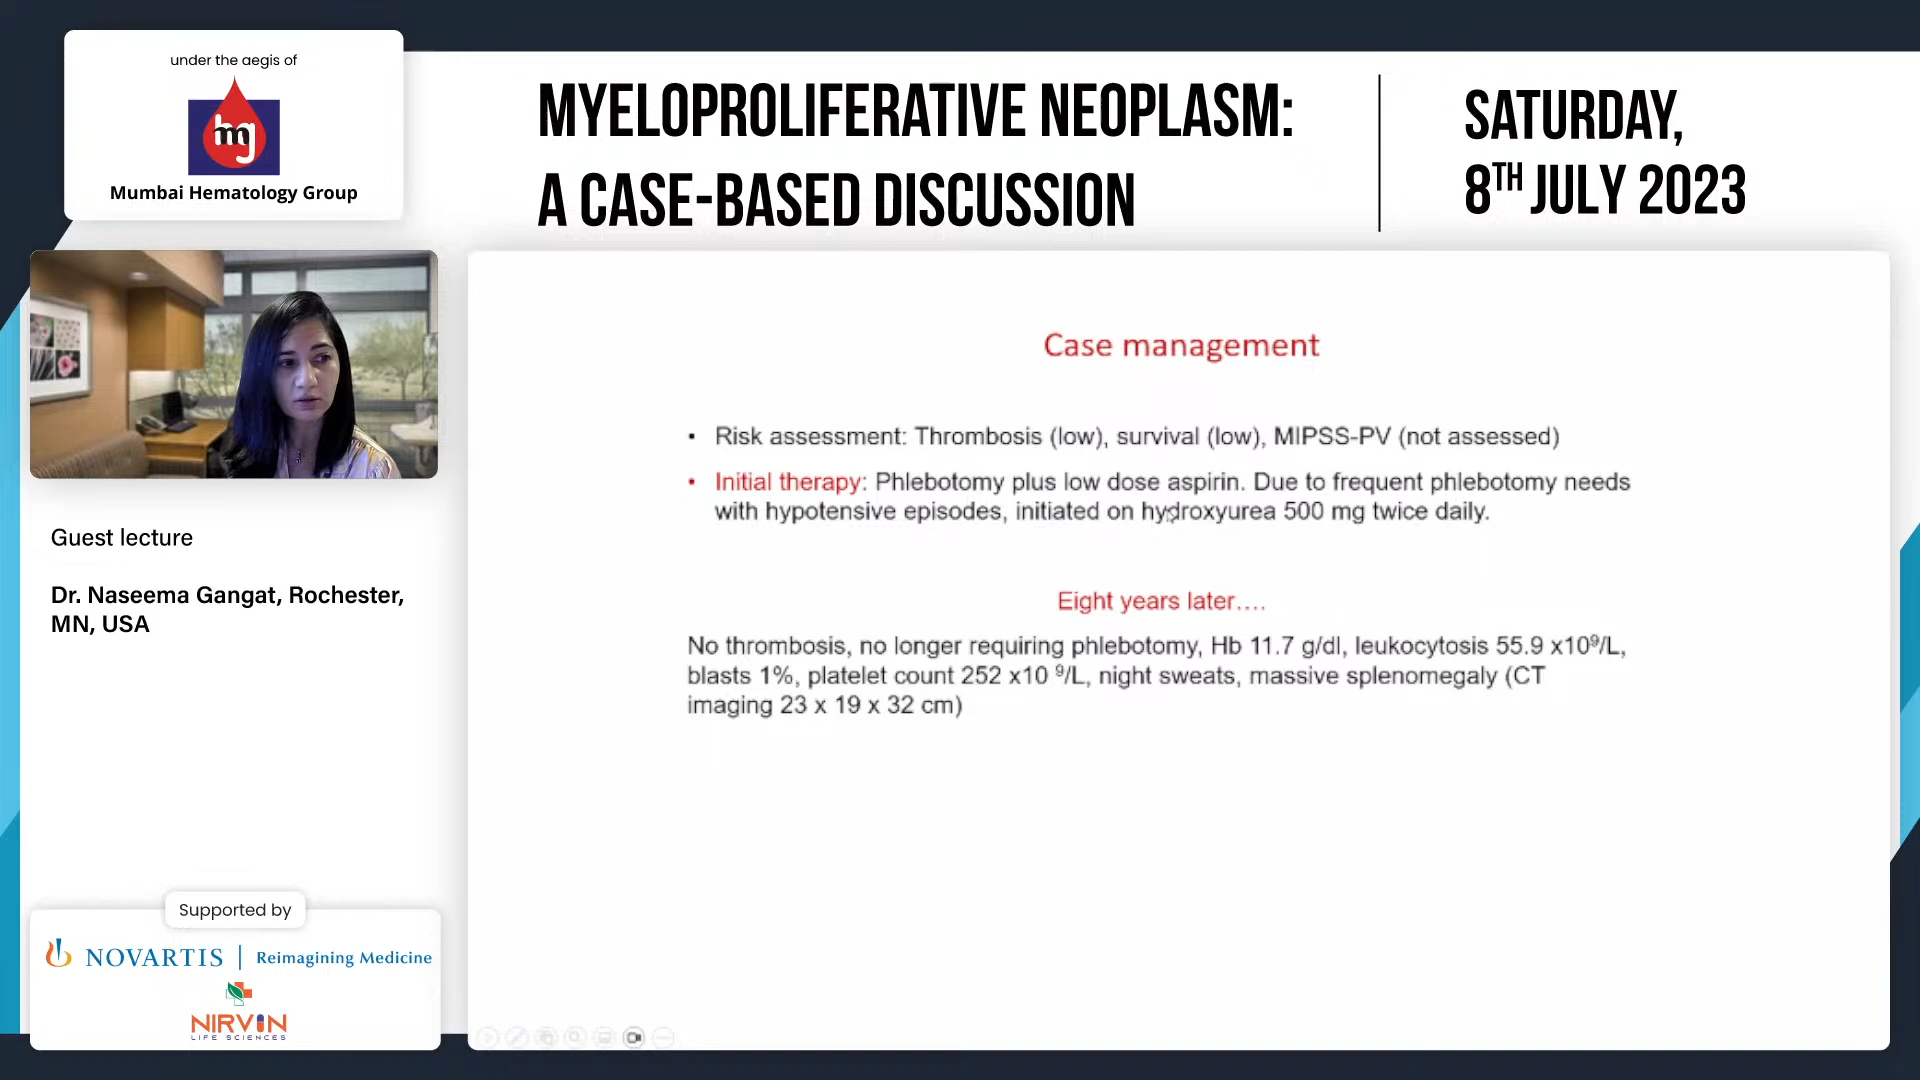 under the aegis of
hmg
Mumbai Hematology Group
MYELOPROLIFERATIVE NEOPLASM:
A CASE-BASED DISCUSSION
SATURDAY,
8TH JULY 2023
Guest lecture
Dr. Naseema Gangat, Rochester,
MN, USA
Case management
• Risk assessment: Thrombosis (low), survival (low), MIPSS-PV (not assessed)
• Initial therapy: Phlebotomy plus low dose aspirin. Due to frequent phlebotomy needs
with hypotensive episodes, initiated on hydroxyurea 500 mg twice daily.
Eight years later....
No thrombosis, no longer requiring phlebotomy, Hb 11.7 g/dl, leukocytosis 55.9 x10⁹/L,
blasts 1%, platelet count 252 x10 ⁹/L, night sweats, massive splenomegaly (CT
imaging 23 x 19 x 32 cm)
Supported by
NOVARTIS | Reimagining Medicine
NIRVIN
LIFE SCIENCES